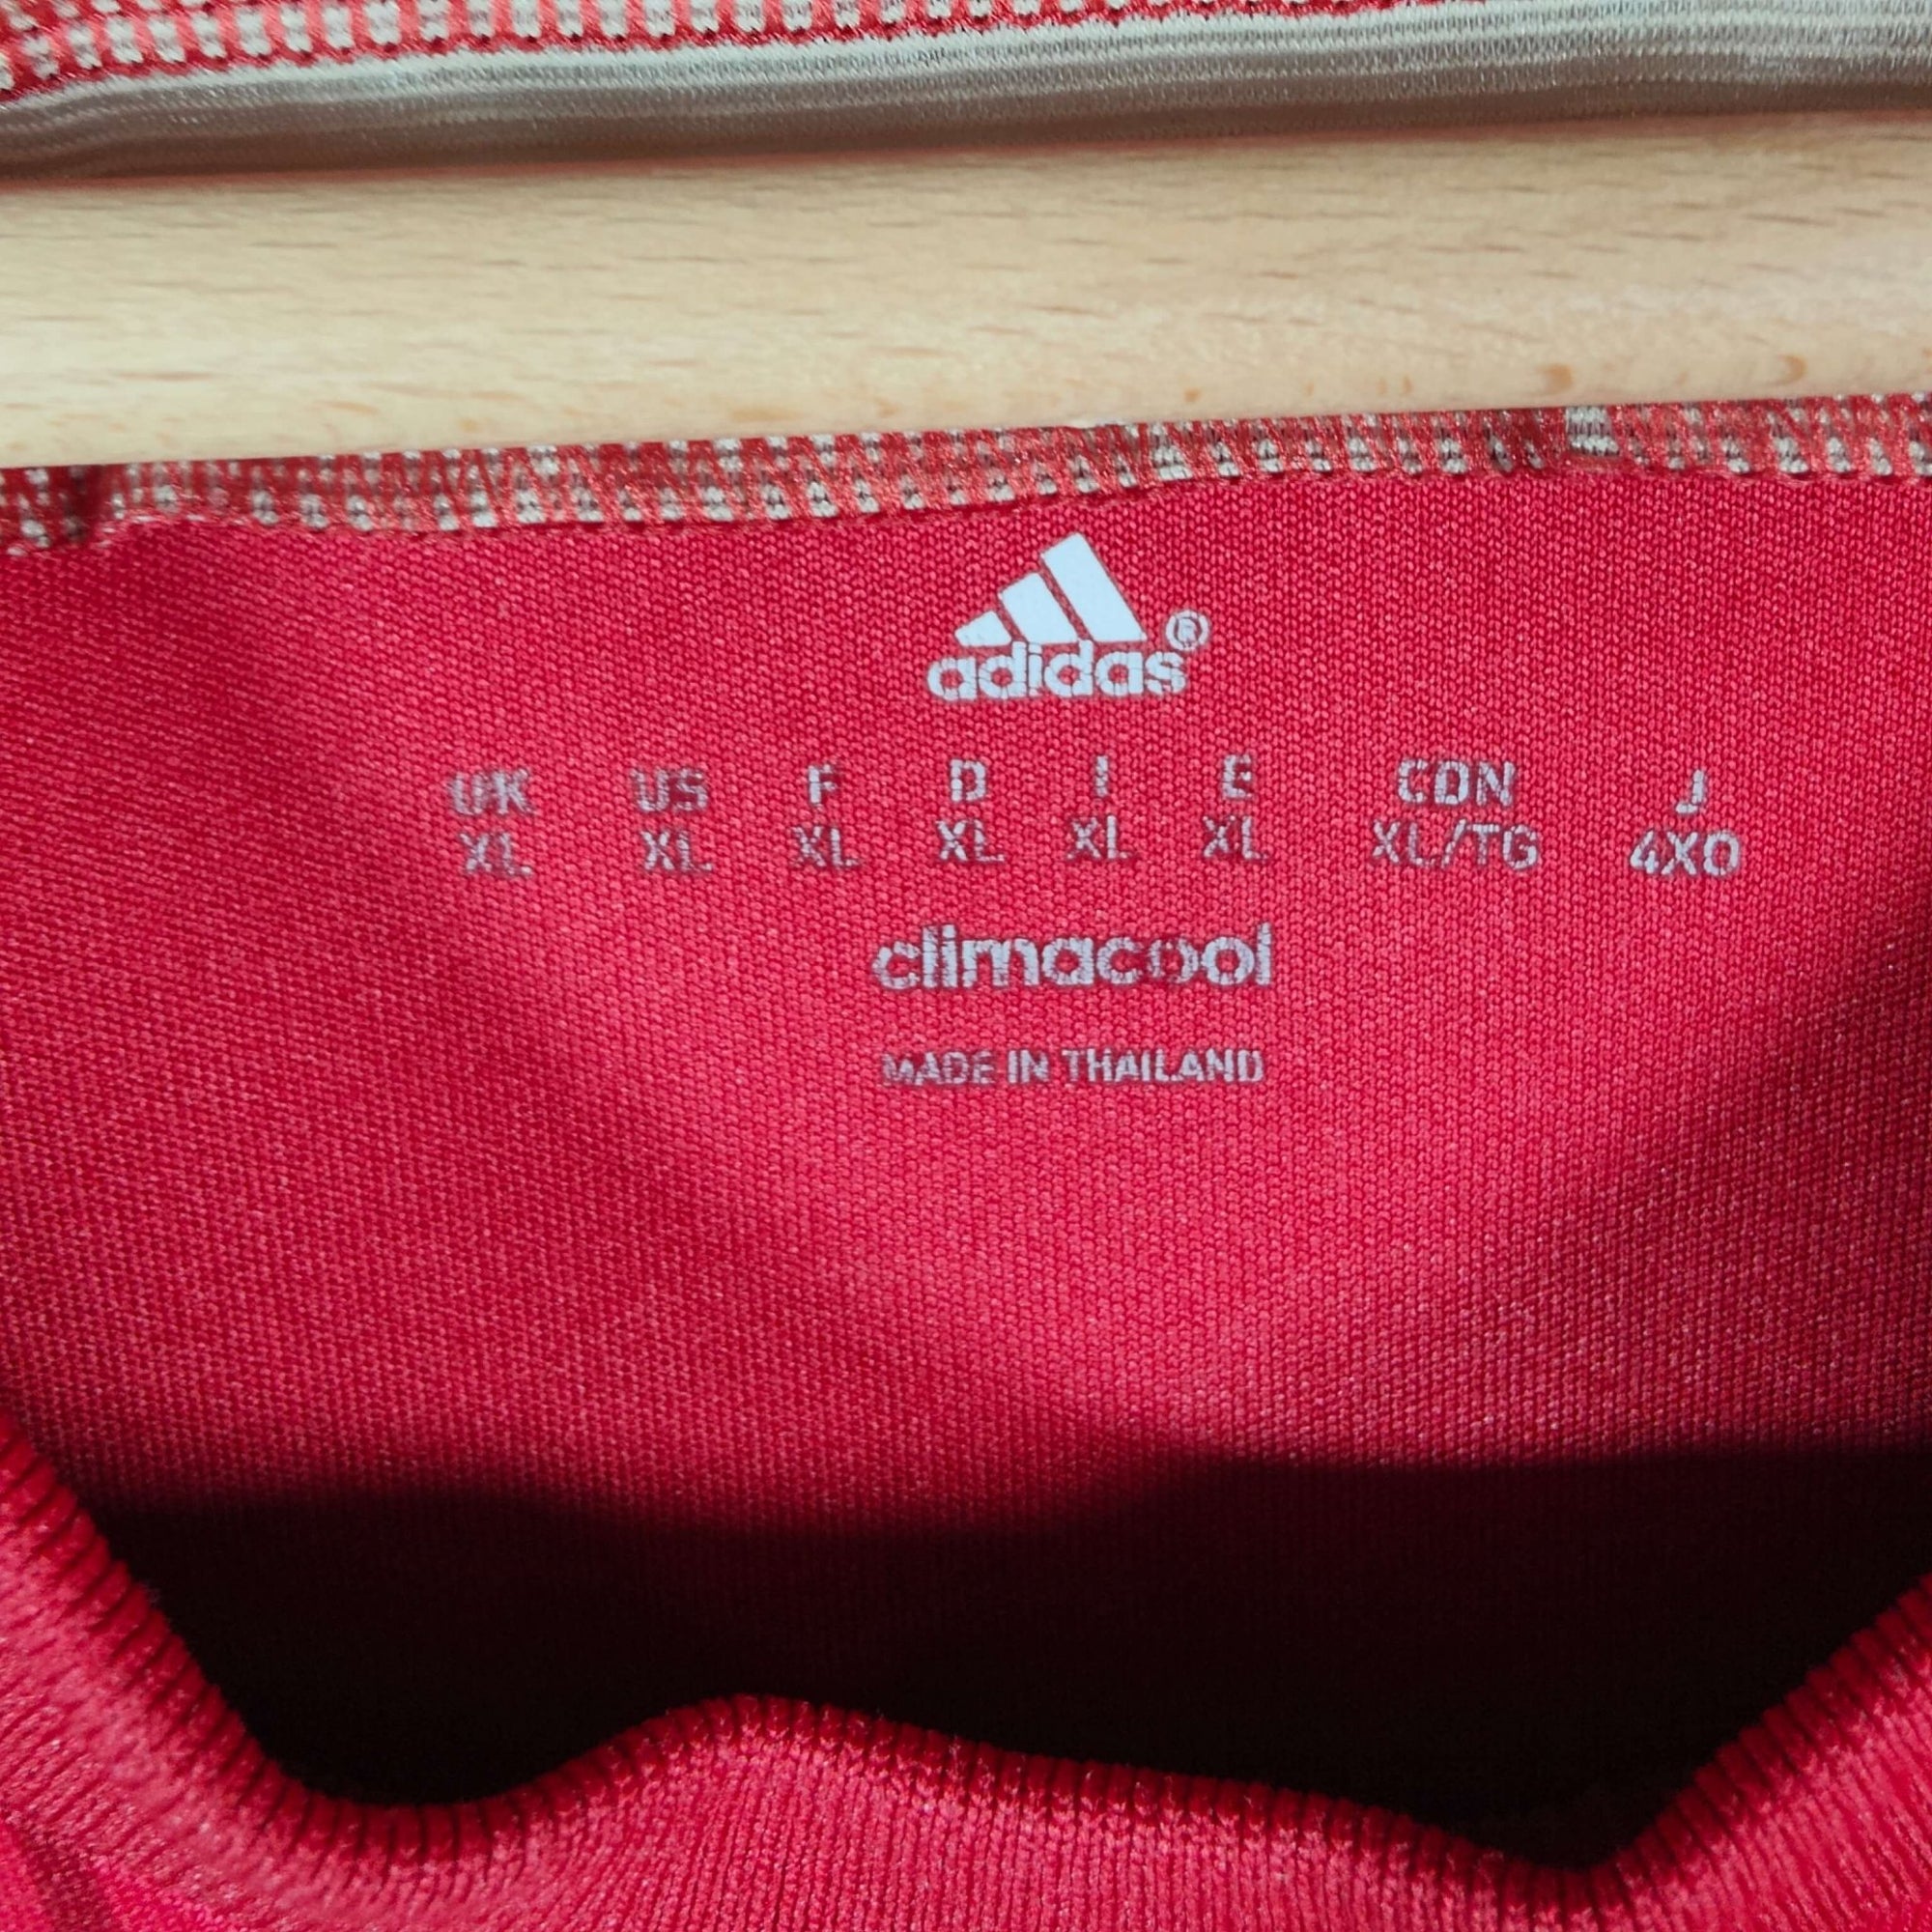 adidas®
UK US F D I E CDN J
XL XL XL XL XL XL XL/TG 4XO
climacool
MADE IN THAILAND